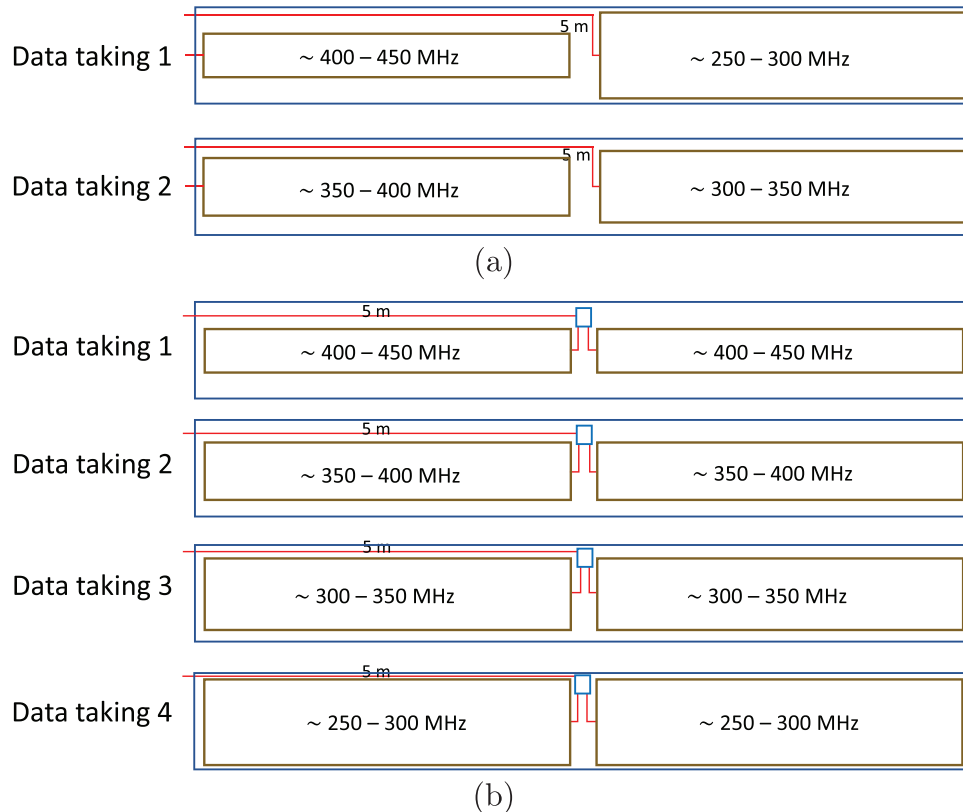 5 m
Data taking 1 ~ 400 – 450 MHz ~ 250 – 300 MHz
5 m
Data taking 2 ~ 350 – 400 MHz ~ 300 – 350 MHz
(a)
5 m
Data taking 1 ~ 400 – 450 MHz ~ 400 – 450 MHz
5 m
Data taking 2 ~ 350 – 400 MHz ~ 350 – 400 MHz
5 m
Data taking 3 ~ 300 – 350 MHz ~ 300 – 350 MHz
5 m
Data taking 4 ~ 250 – 300 MHz ~ 250 – 300 MHz
(b)